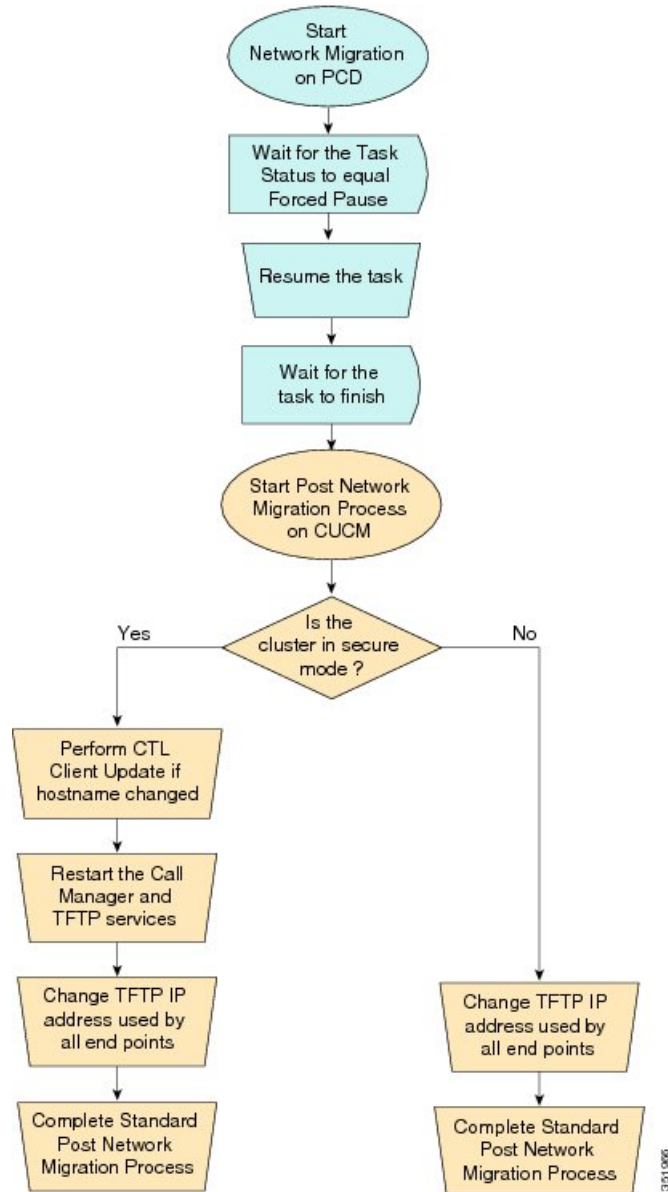 Start
Network Migration
on PCD
Wait for the Task
Status to equal
Forced Pause
Resume the task
Wait for the
task to finish
Start Post Network
Migration Process
on CUCM
Is the
cluster in secure
mode ?
Yes
No
Perform CTL
Client Update if
hostname changed
Restart the Call
Manager and
TFTP services
Change TFTP IP
address used by
all end points
Complete Standard
Post Network
Migration Process
Change TFTP IP
address used by
all end points
Complete Standard
Post Network
Migration Process
351966